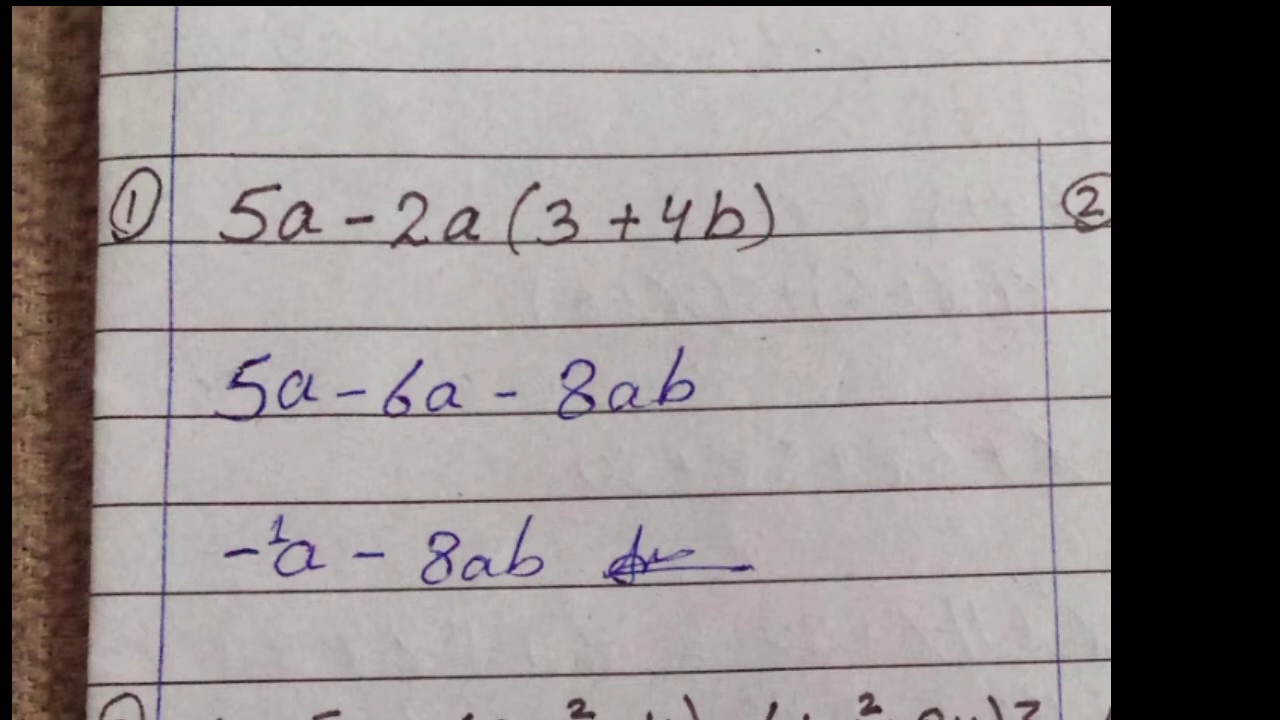 ① 5a - 2a (3 + 4b)
②
5a - 6a - 8ab
- 1a - 8ab